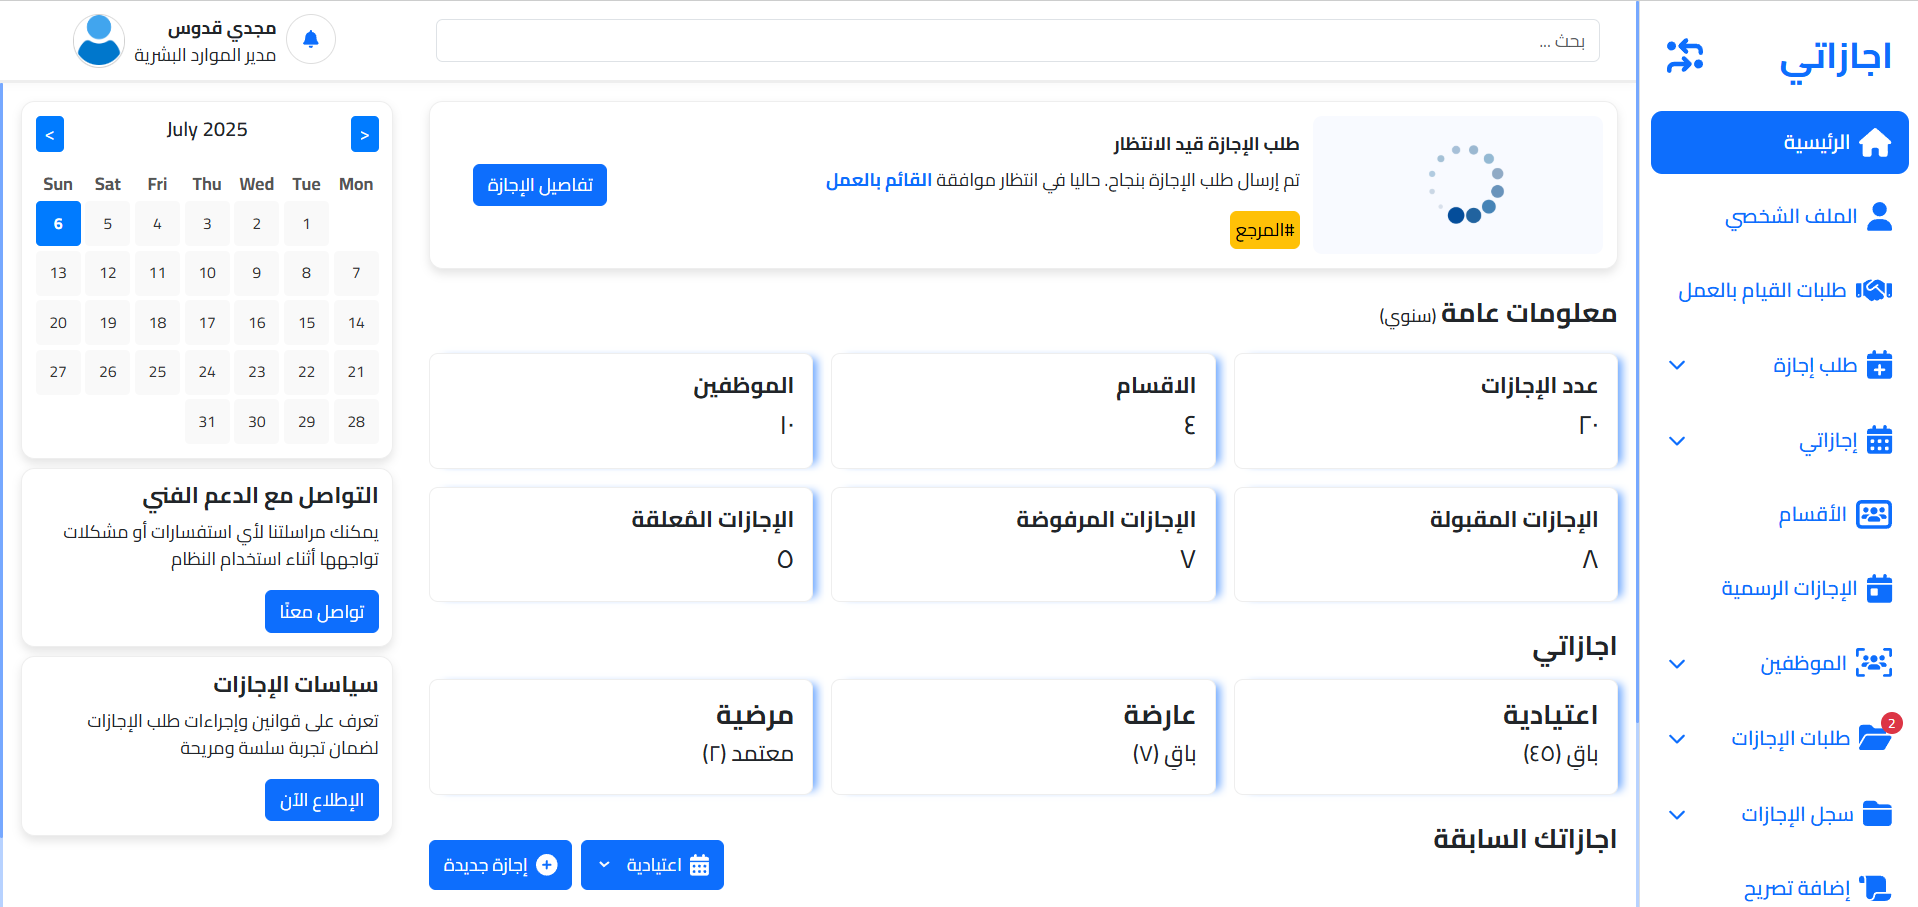 اجازاتي
الرئيسية
الملف الشخصي
طلبات القيام بالعمل
طلب إجازة
إجازاتي
الأقسام
الإجازات الرسمية
الموظفين
طلبات الإجازات
2
سجل الإجازات
إضافة تصريح
بحث ...
مجدي قدوس
مدير الموارد البشرية
طلب الإجازة قيد الانتظار
تم إرسال طلب الإجازة بنجاح. حاليا في انتظار موافقة القائم بالعمل
#المرجع
تفاصيل الإجازة
معلومات عامة (سنوي)
عدد الإجازات
٢٠
الاقسام
٤
الموظفين
١٠
الإجازات المقبولة
٨
الإجازات المرفوضة
٧
الإجازات المُعلقة
٥
اجازاتي
اعتيادية
باقٍ (٤٥)
عارضة
باقٍ (٧)
مرضية
معتمد (٢)
اجازاتك السابقة
اعتيادية
إجازة جديدة
< July 2025 >
Sun Sat Fri Thu Wed Tue Mon
6 5 4 3 2 1
13 12 11 10 9 8 7
20 19 18 17 16 15 14
27 26 25 24 23 22 21
31 30 29 28
التواصل مع الدعم الفني
يمكنك مراسلتنا لأي استفسارات أو مشكلات
تواجهها أثناء استخدام النظام
تواصل معنًا
سياسات الإجازات
تعرف على قوانين وإجراءات طلب الإجازات
لضمان تجربة سلسة ومريحة
الإطلاع الآن